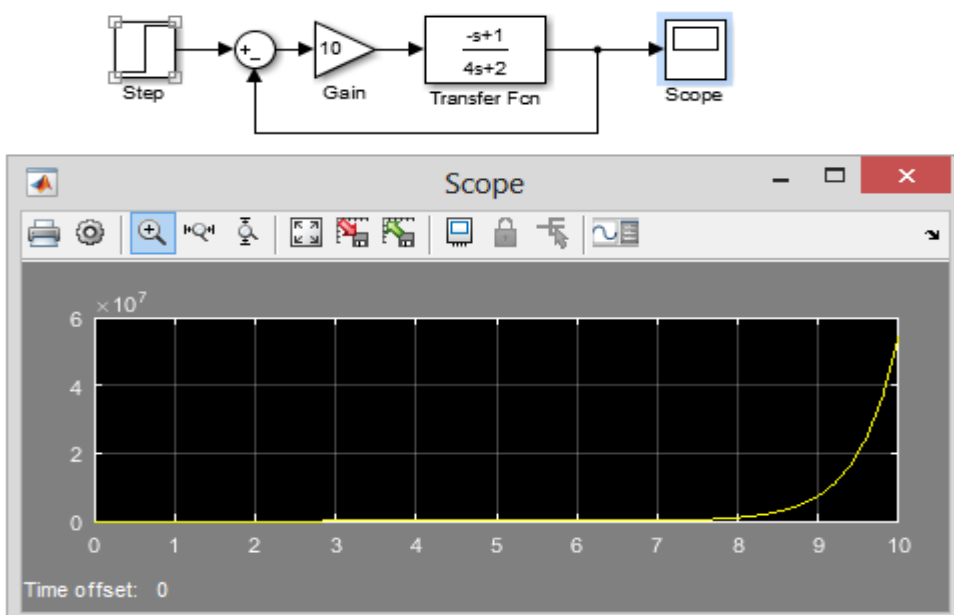 +
-
10
-s+1
4s+2
Step
Gain
Transfer Fcn
Scope
Scope
×10⁷
6
4
2
0
0 1 2 3 4 5 6 7 8 9 10
Time offset: 0